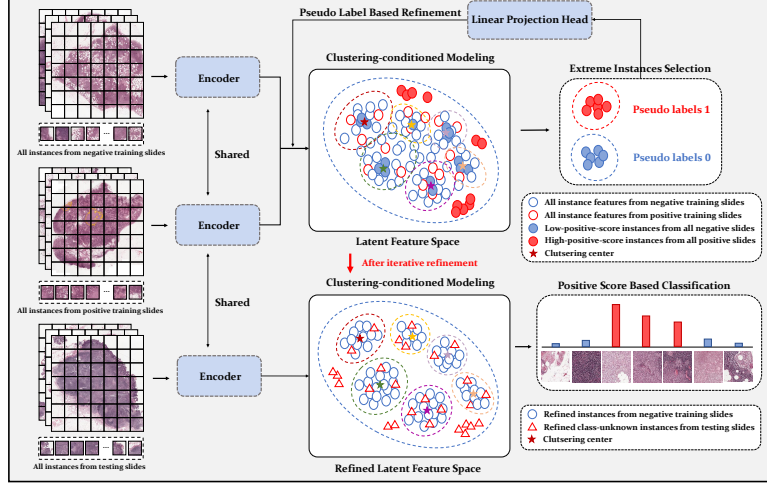 Pseudo Label Based Refinement
Linear Projection Head
Clustering-conditioned Modeling
Extreme Instances Selection
Encoder
Pseudo labels 1
Pseudo labels 0
All instances from negative training slides
Shared
Encoder
All instance features from negative training slides
All instance features from positive training slides
Low-positive-score instances from all negative slides
High-positive-score instances from all positive slides
Clutsering center
Latent Feature Space
After iterative refinement
All instances from positive training slides
Shared
Clustering-conditioned Modeling
Positive Score Based Classification
Encoder
Refined instances from negative training slides
Refined class-unknown instances from testing slides
Clutsering center
All instances from testing slides
Refined Latent Feature Space